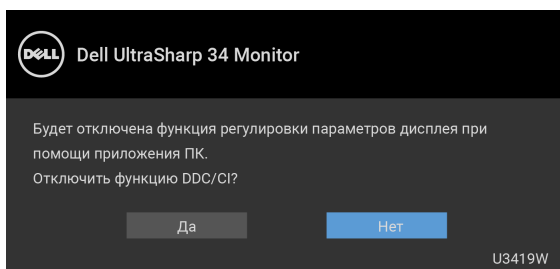 DELL Dell UltraSharp 34 Monitor
Будет отключена функция регулировки параметров дисплея при
помощи приложения ПК.
Отключить функцию DDC/CI?
Да Нет
U3419W